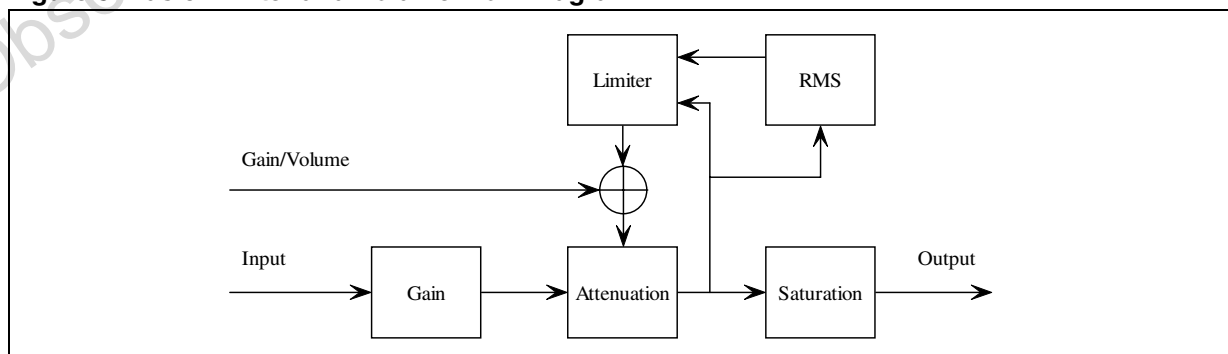 Limiter
RMS
Gain/Volume
Input
Output
Gain
Attenuation
Saturation